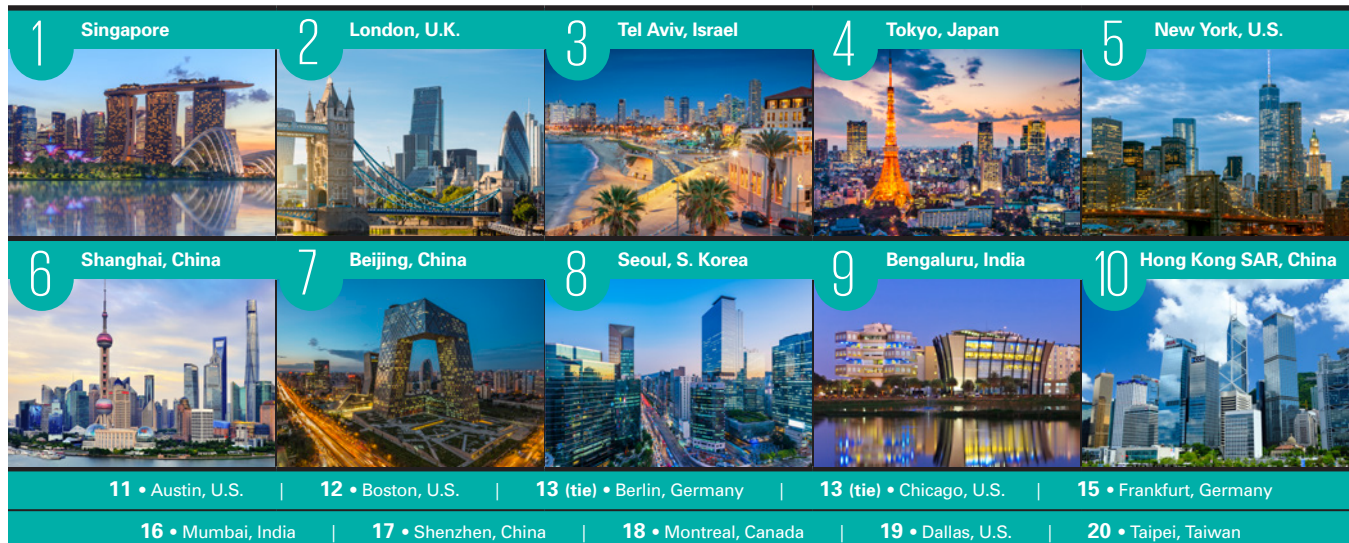 1 Singapore
2 London, U.K.
3 Tel Aviv, Israel
4 Tokyo, Japan
5 New York, U.S.
6 Shanghai, China
7 Beijing, China
8 Seoul, S. Korea
9 Bengaluru, India
10 Hong Kong SAR, China
11 • Austin, U.S. | 12 • Boston, U.S. | 13 (tie) • Berlin, Germany | 13 (tie) • Chicago, U.S. | 15 • Frankfurt, Germany
16 • Mumbai, India | 17 • Shenzhen, China | 18 • Montreal, Canada | 19 • Dallas, U.S. | 20 • Taipei, Taiwan